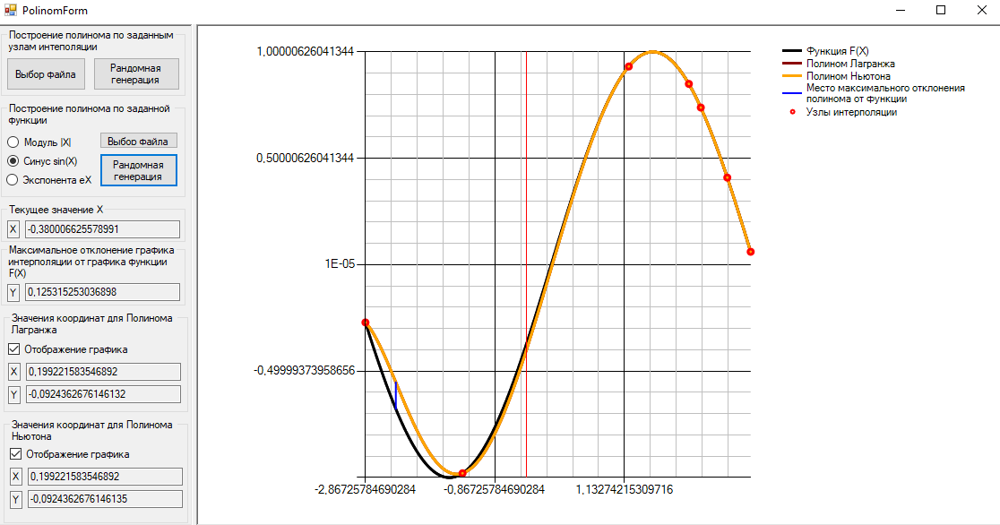 PolinomForm
Построение полинома по заданным
узлам интеполяции
Выбор Файла
Рандомная
генерация
Построение полинома по заданной
функции
Модуль |X|
Выбор Файла
Синус sin(X)
Рандомная
генерация
Экспонента eX
Текущее значение X
X
-0,380006625578991
Максимальное отклонение графика
интерполяции от графика функции
F(X)
Y
0,125315253036898
Значения координат для Полинома
Лагранжа
Отображение графика
X
0,199221583546892
Y
-0,0924362676146132
Значения координат для Полинома
Ньютона
Отображение графика
X
0,199221583546892
Y
-0,0924362676146135
1,00000626041344
0,50000626041344
1E-05
-0,49999373958656
-2,86725784690284
-0,86725784690284
1,13274215309716
Функция F(X)
Полином Лагранжа
Полином Ньютона
Место максимального отклонения
полинома от функции
Узлы интерполяции